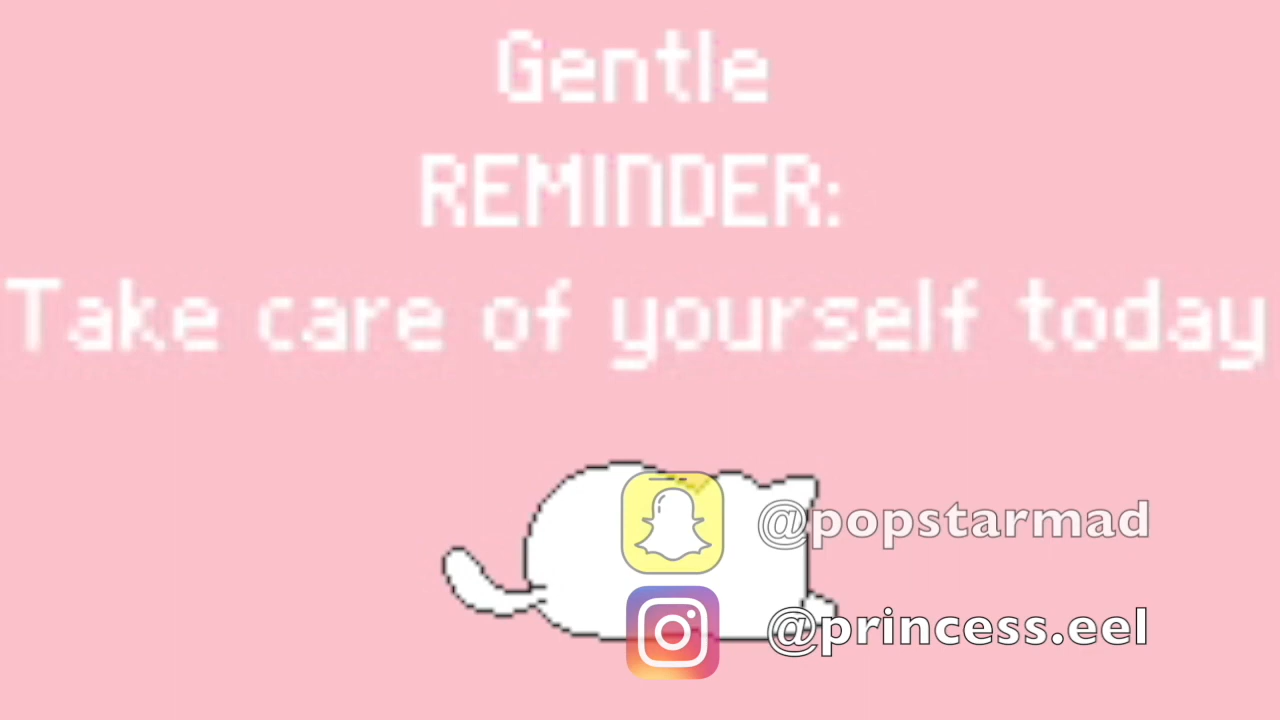 Gentle
REMINDER:
Take care of yourself today
@popstarmad
@princess.eel